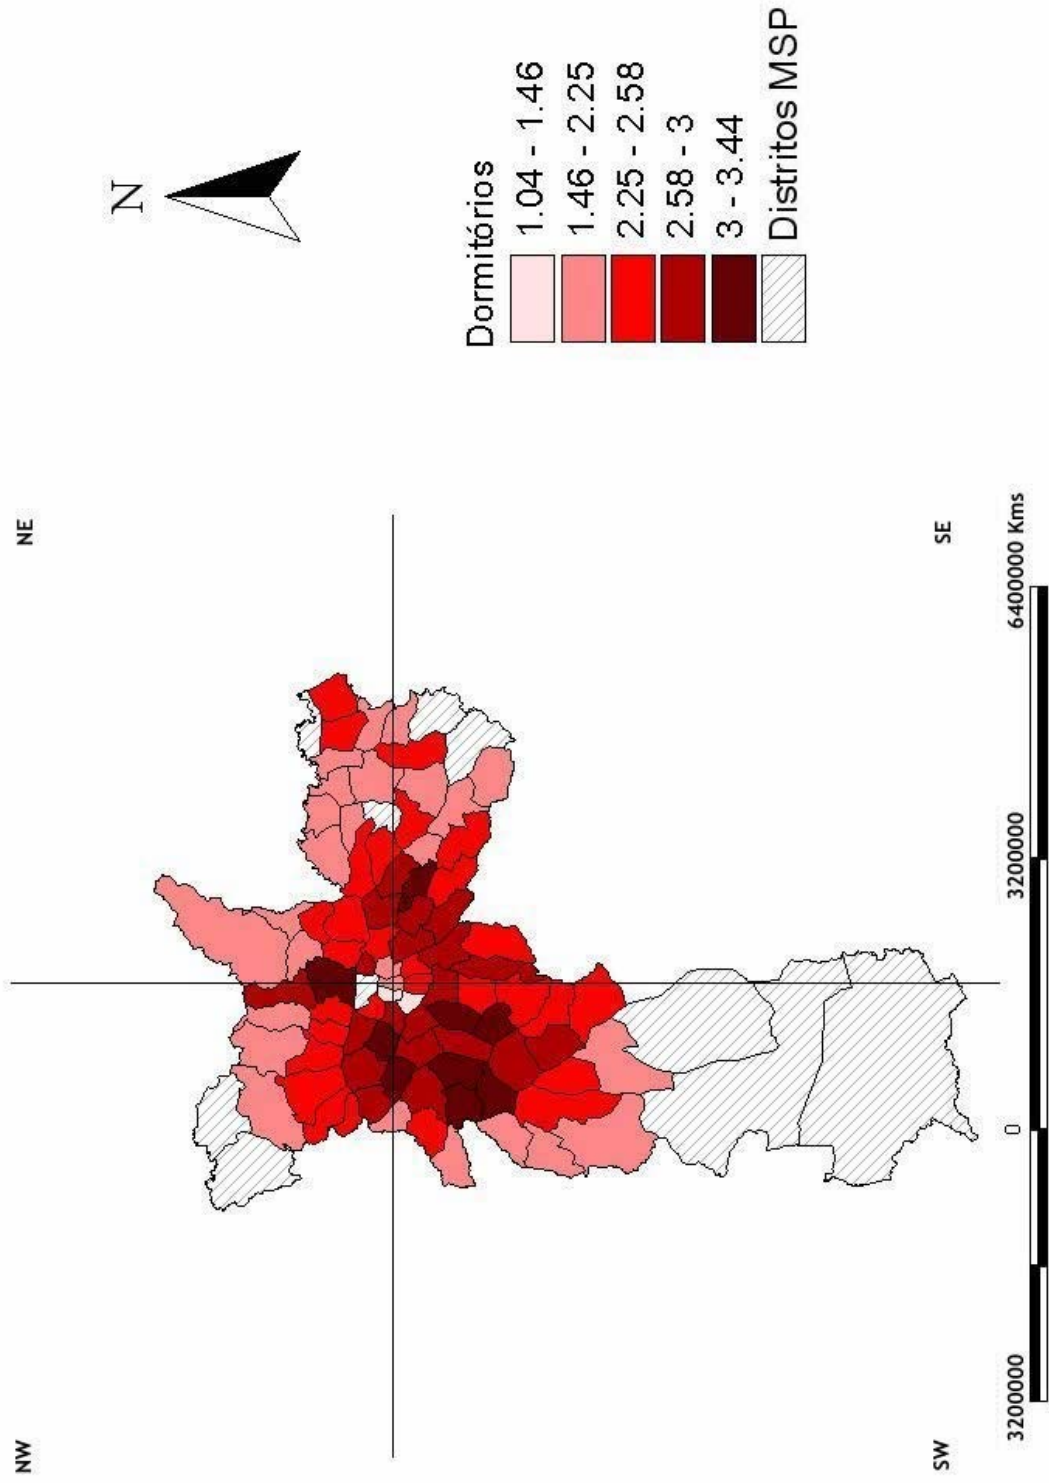 N
NW
NE
Dormitórios
1.04 - 1.46
1.46 - 2.25
2.25 - 2.58
2.58 - 3
3 - 3.44
Distritos MSP
SW
SE
3200000 0 3200000 6400000 Kms